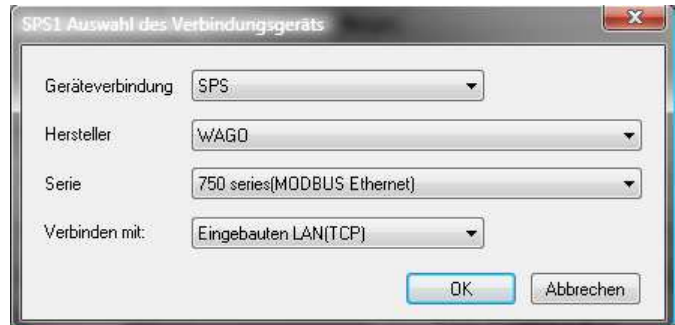 SPS1 Auswahl des Verbindungsgeräts
Geräteverbindung SPS
Hersteller WAGO
Serie 750 series(MODBUS Ethernet)
Verbinden mit: Eingebauten LAN(TCP)
OK Abbrechen